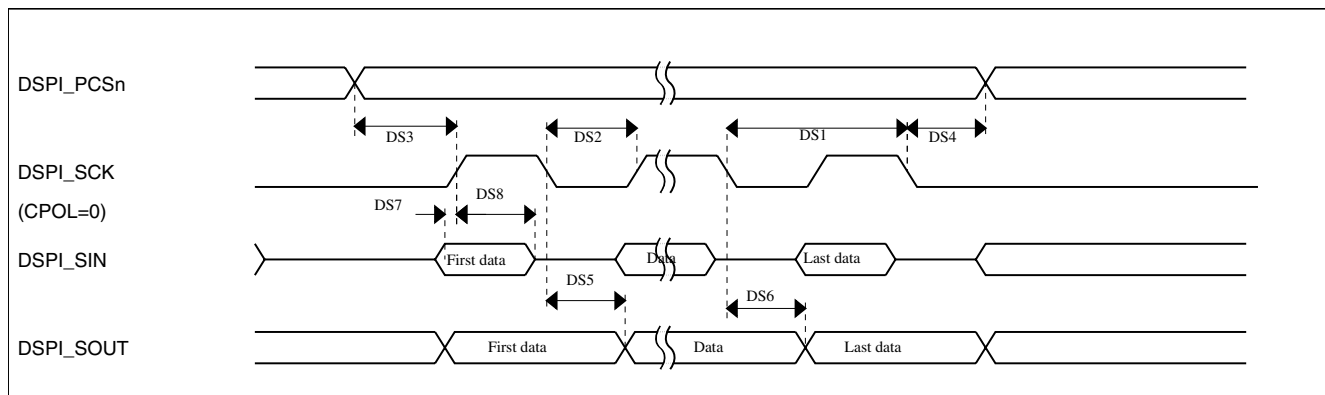 DSPI_PCSn
DS3
DS2
DS1
DS4
DSPI_SCK
(CPOL=0)
DS7
DS8
DSPI_SIN
First data
Data
Last data
DS5
DS6
DSPI_SOUT
First data
Data
Last data